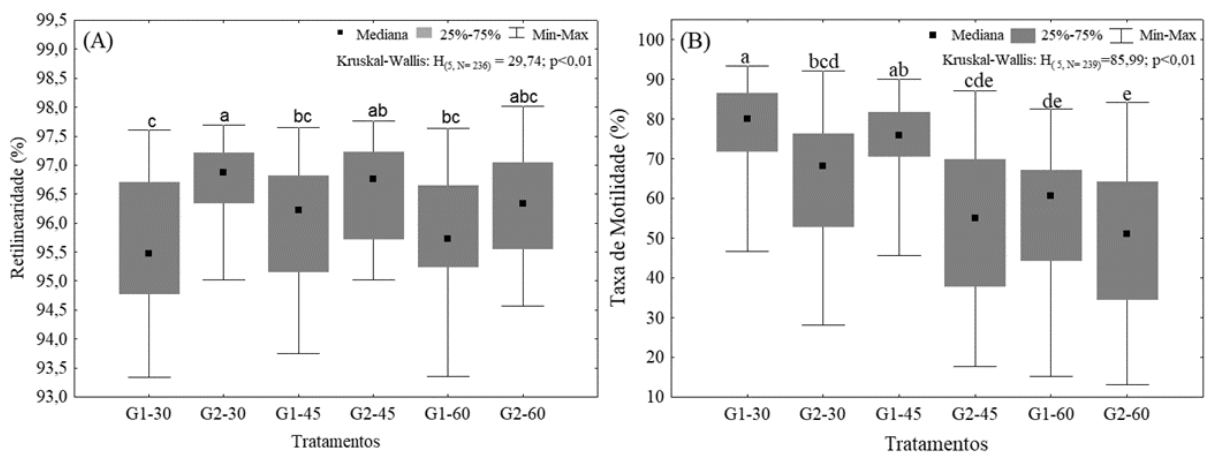 (A)
Mediana 25%-75% Min-Max
Kruskal-Wallis: H(5, N= 236) = 29,74; p<0,01
99,5
99,0
98,5
98,0
97,5
97,0
96,5
96,0
95,5
95,0
94,5
94,0
93,5
93,0
Retilinearidade (%)
c a bc ab bc abc
G1-30 G2-30 G1-45 G2-45 G1-60 G2-60
Tratamentos
(B)
Mediana 25%-75% Min-Max
Kruskal-Wallis: H( 5, N= 239)=85,99; p<0,01
100
90
80
70
60
50
40
30
20
10
Taxa de Motilidade (%)
a bcd ab cde de e
G1-30 G2-30 G1-45 G2-45 G1-60 G2-60
Tratamentos